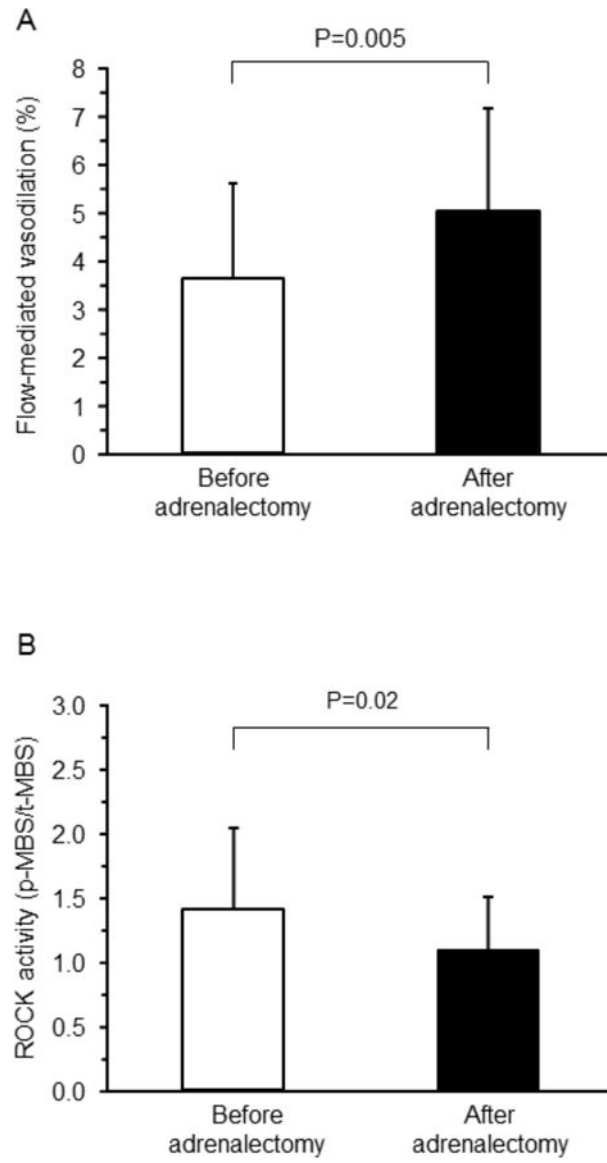 A
P=0.005
Flow-mediated vasodilation (%)
8
7
6
5
4
3
2
1
0
Before
adrenalectomy
After
adrenalectomy
B
P=0.02
ROCK activity (p-MBS/t-MBS)
3.0
2.5
2.0
1.5
1.0
0.5
0.0
Before
adrenalectomy
After
adrenalectomy